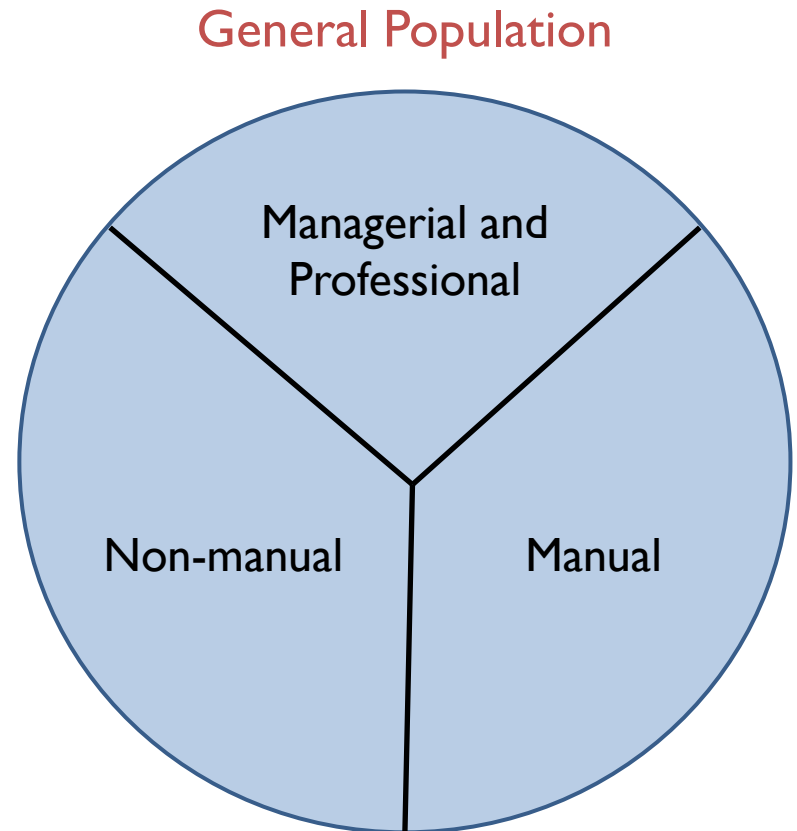 General Population
Managerial and
Professional
Non-manual
Manual